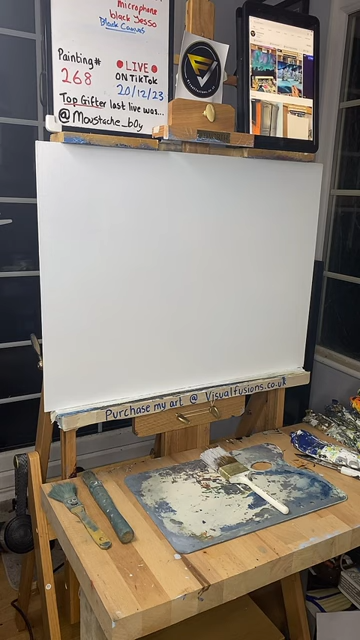 Microphone
black gesso
Black Canvas
Painting#
268
LIVE
ON TikTok
20/12/23
Top Gifter last live was...
@Moustache_b0y
Purchase my art @ Visualfusions.co.uk